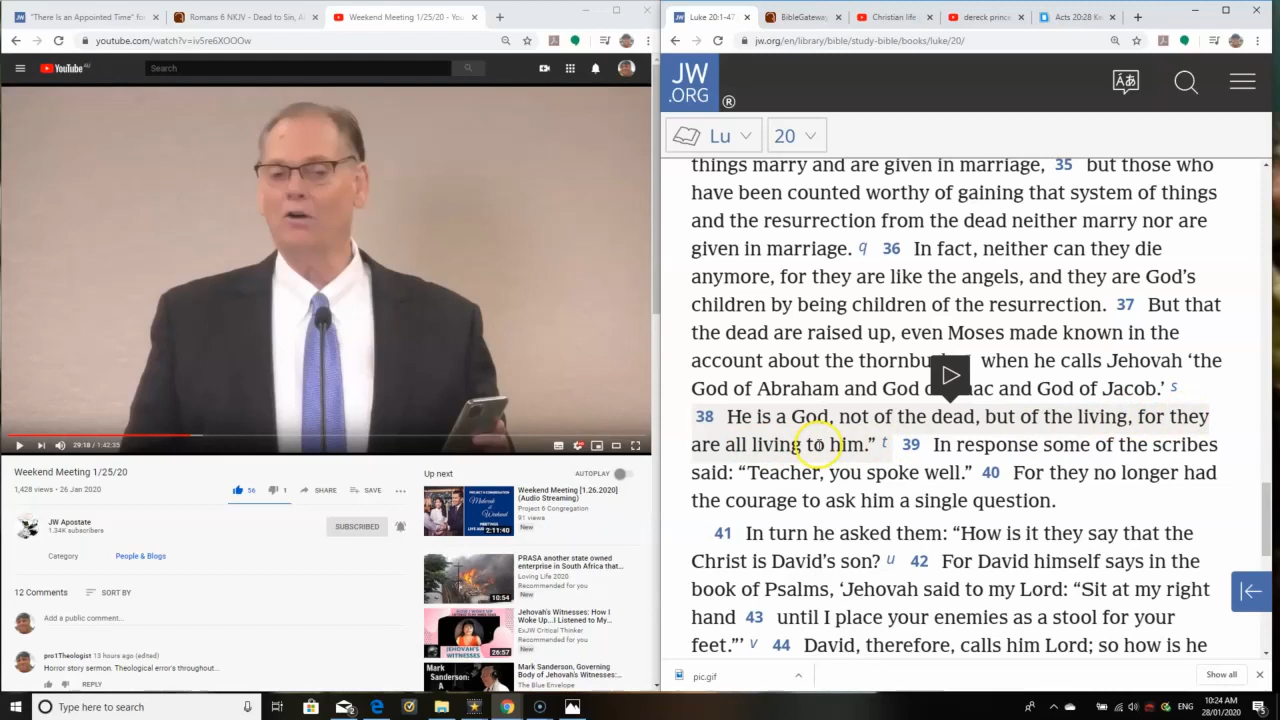 "There Is an Appointed Time" for
Romans 6 NKJV - Dead to Sin, A
Weekend Meeting 1/25/20 - You
youtube.com/watch?v=iv5re6XOOOw
YouTube AU
Search
29:18 / 1:42:35
Weekend Meeting 1/25/20
1,428 views • 26 Jan 2020
56
1
SHARE
SAVE
JW Apostate
1.34K subscribers
SUBSCRIBED
Category
People & Blogs
12 Comments
SORT BY
Add a public comment...
pro1Theologist 13 hours ago (edited)
Horror story sermon. Theological error's throughout...
REPLY
Up next
AUTOPLAY
Weekend Meeting [1.26.2020]
(Audio Streaming)
Project 6 Congregation
91 views
New
2:11:40
PRASA another state owned
enterprise in South Africa that...
Loving Life 2020
Recommended for you
New
10:54
Jehovah's Witnesses: How I
Woke Up...I Listened to My...
ExJW Critical Thinker
Recommended for you
New
JEHOVAH'S
WITNESSES
26:57
Mark Sanderson, Governing
Body of Jehovah's Witnesses...
The Blue Envelope
Mark
Sanderson:
Luke 20:1-47
BibleGateway
Christian life
dereck princ
Acts 20:28 Ke
jw.org/en/library/bible/study-bible/books/luke/20/
JW
.ORG
®
Lu
20
things marry and are given in marriage, 35 but those who
have been counted worthy of gaining that system of things
and the resurrection from the dead neither marry nor are
given in marriage. q 36 In fact, neither can they die
anymore, for they are like the angels, and they are God's
children by being children of the resurrection. 37 But that
the dead are raised up, even Moses made known in the
account about the thornbu when he calls Jehovah 'the
God of Abraham and God ac and God of Jacob.' s
38 He is a God, not of the dead, but of the living, for they
are all living to him." t 39 In response some of the scribes
said: "Teacher, you spoke well." 40 For they no longer had
the courage to ask him a single question.
41 In turn he asked them: "How is it they say that the
Christ is David's son? u 42 For David himself says in the
book of Psalms, 'Jehovah said to my Lord: "Sit at my right
hand 43 until I place your enemies as a stool for your
feet."' v 44 David, therefore, calls him Lord; so how is he
pic.gif
Show all
Type here to search
2
ENG
10:24 AM
28/01/2020
5